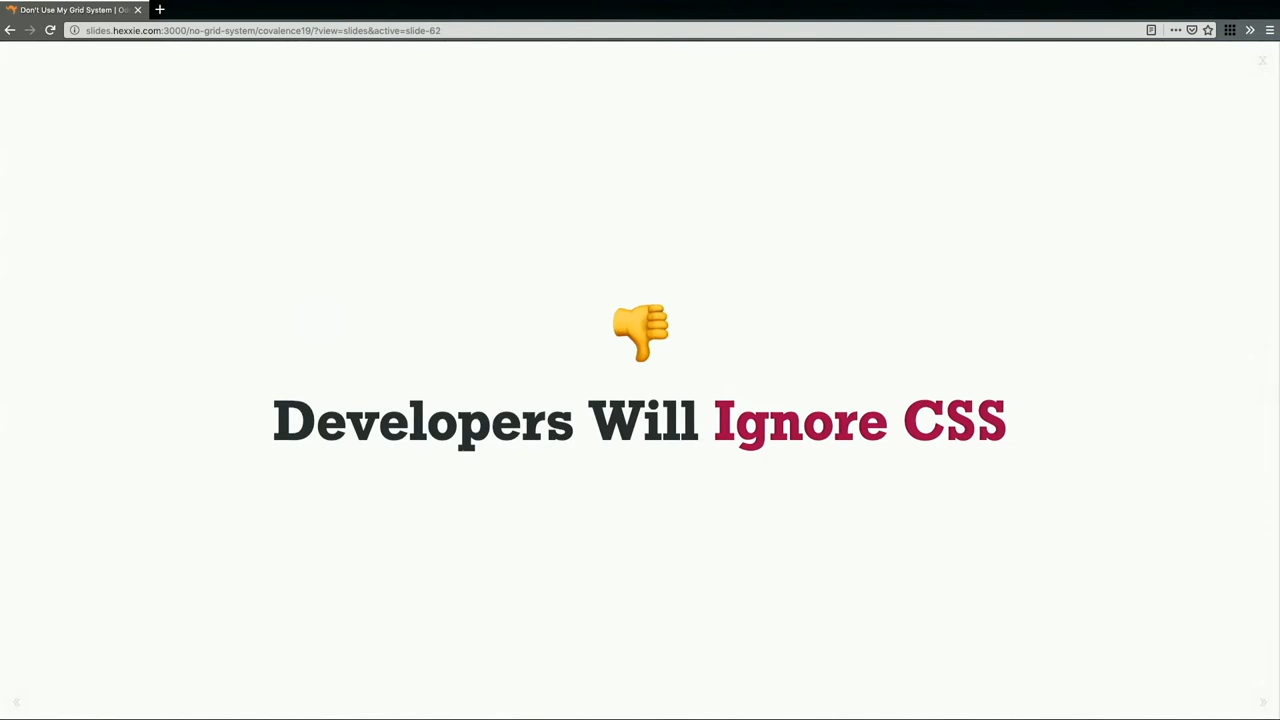 Don't Use My Grid System | Od
slides.hexxie.com:3000/no-grid-system/covalence19/?view=slides&active=slide-62
X
Developers Will Ignore CSS
«
»